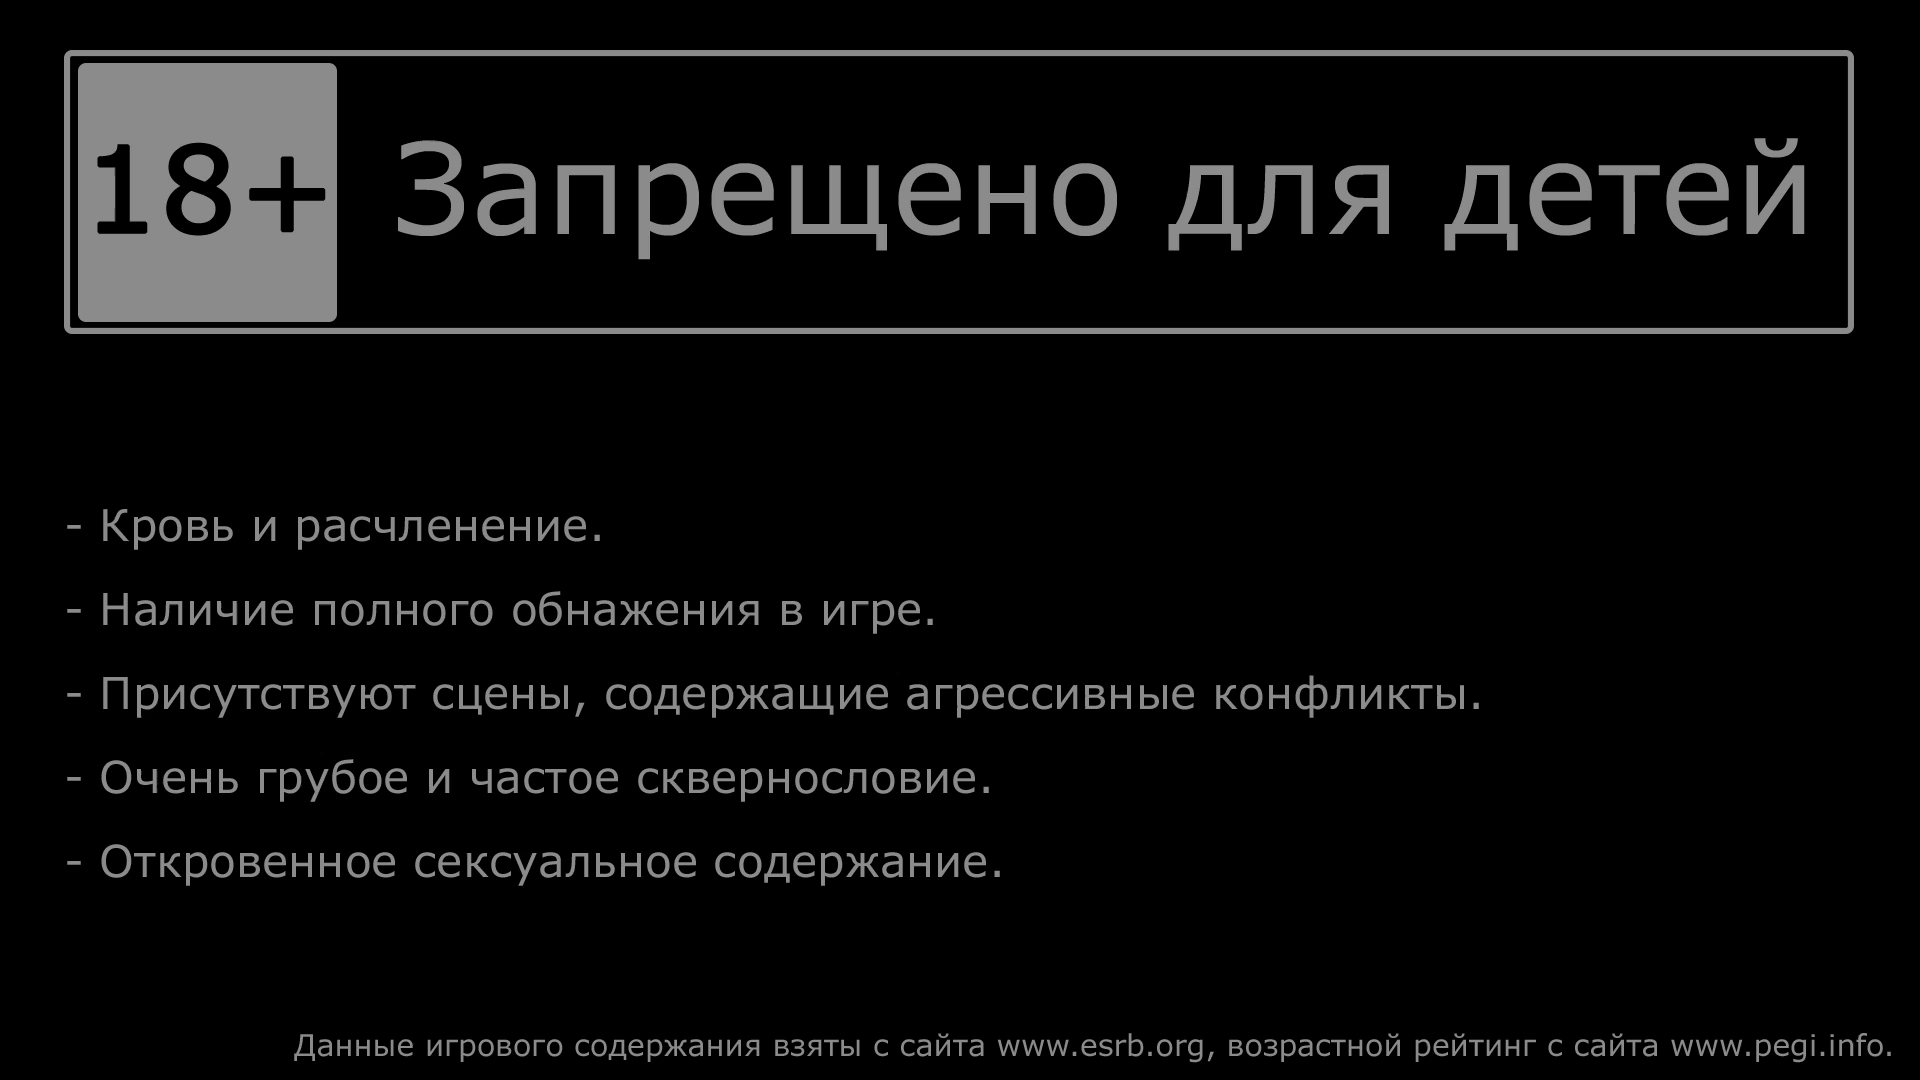 18+ Запрещено для детей
- Кровь и расчленение.
- Наличие полного обнажения в игре.
- Присутствуют сцены, содержащие агрессивные конфликты.
- Очень грубое и частое сквернословие.
- Откровенное сексуальное содержание.
Данные игрового содержания взяты с сайта www.esrb.org, возрастной рейтинг с сайта www.pegi.info.